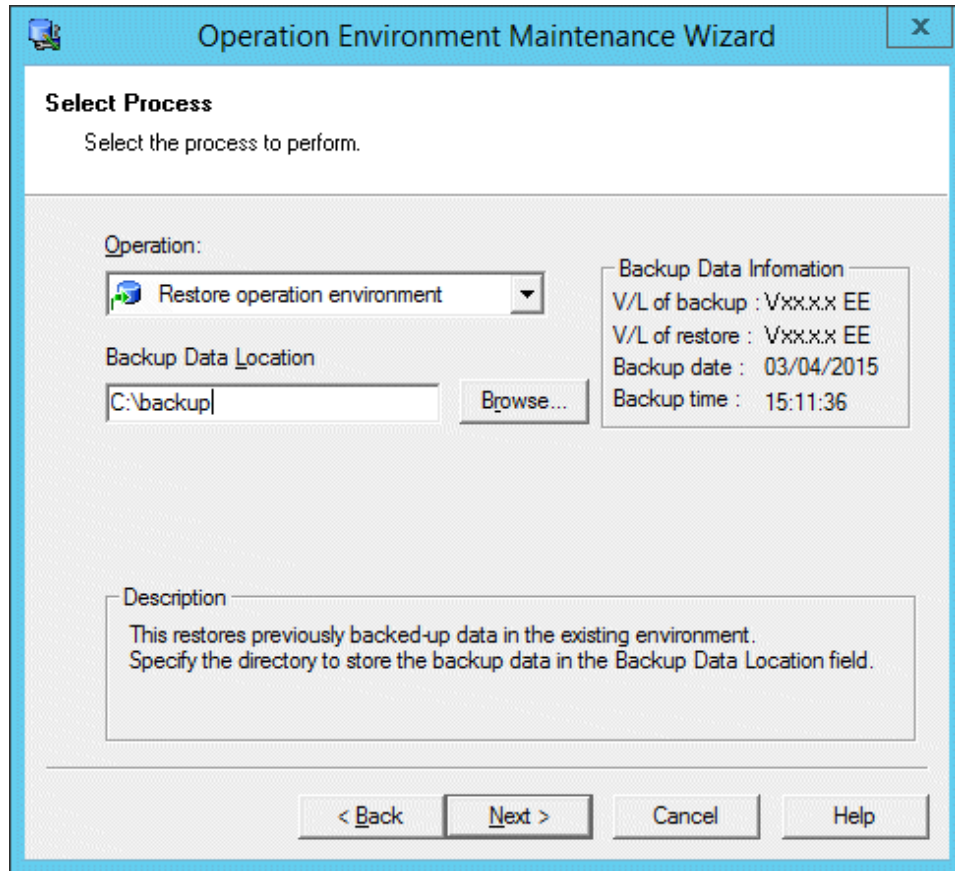 Operation Environment Maintenance Wizard
x
Select Process
Select the process to perform.
Operation:
Restore operation environment
Backup Data Location
C:\backup
Browse...
Backup Data Infomation
V/L of backup : Vxx.x.x EE
V/L of restore : Vxx.x.x EE
Backup date : 03/04/2015
Backup time : 15:11:36
Description
This restores previously backed-up data in the existing environment.
Specify the directory to store the backup data in the Backup Data Location field.
< Back
Next >
Cancel
Help